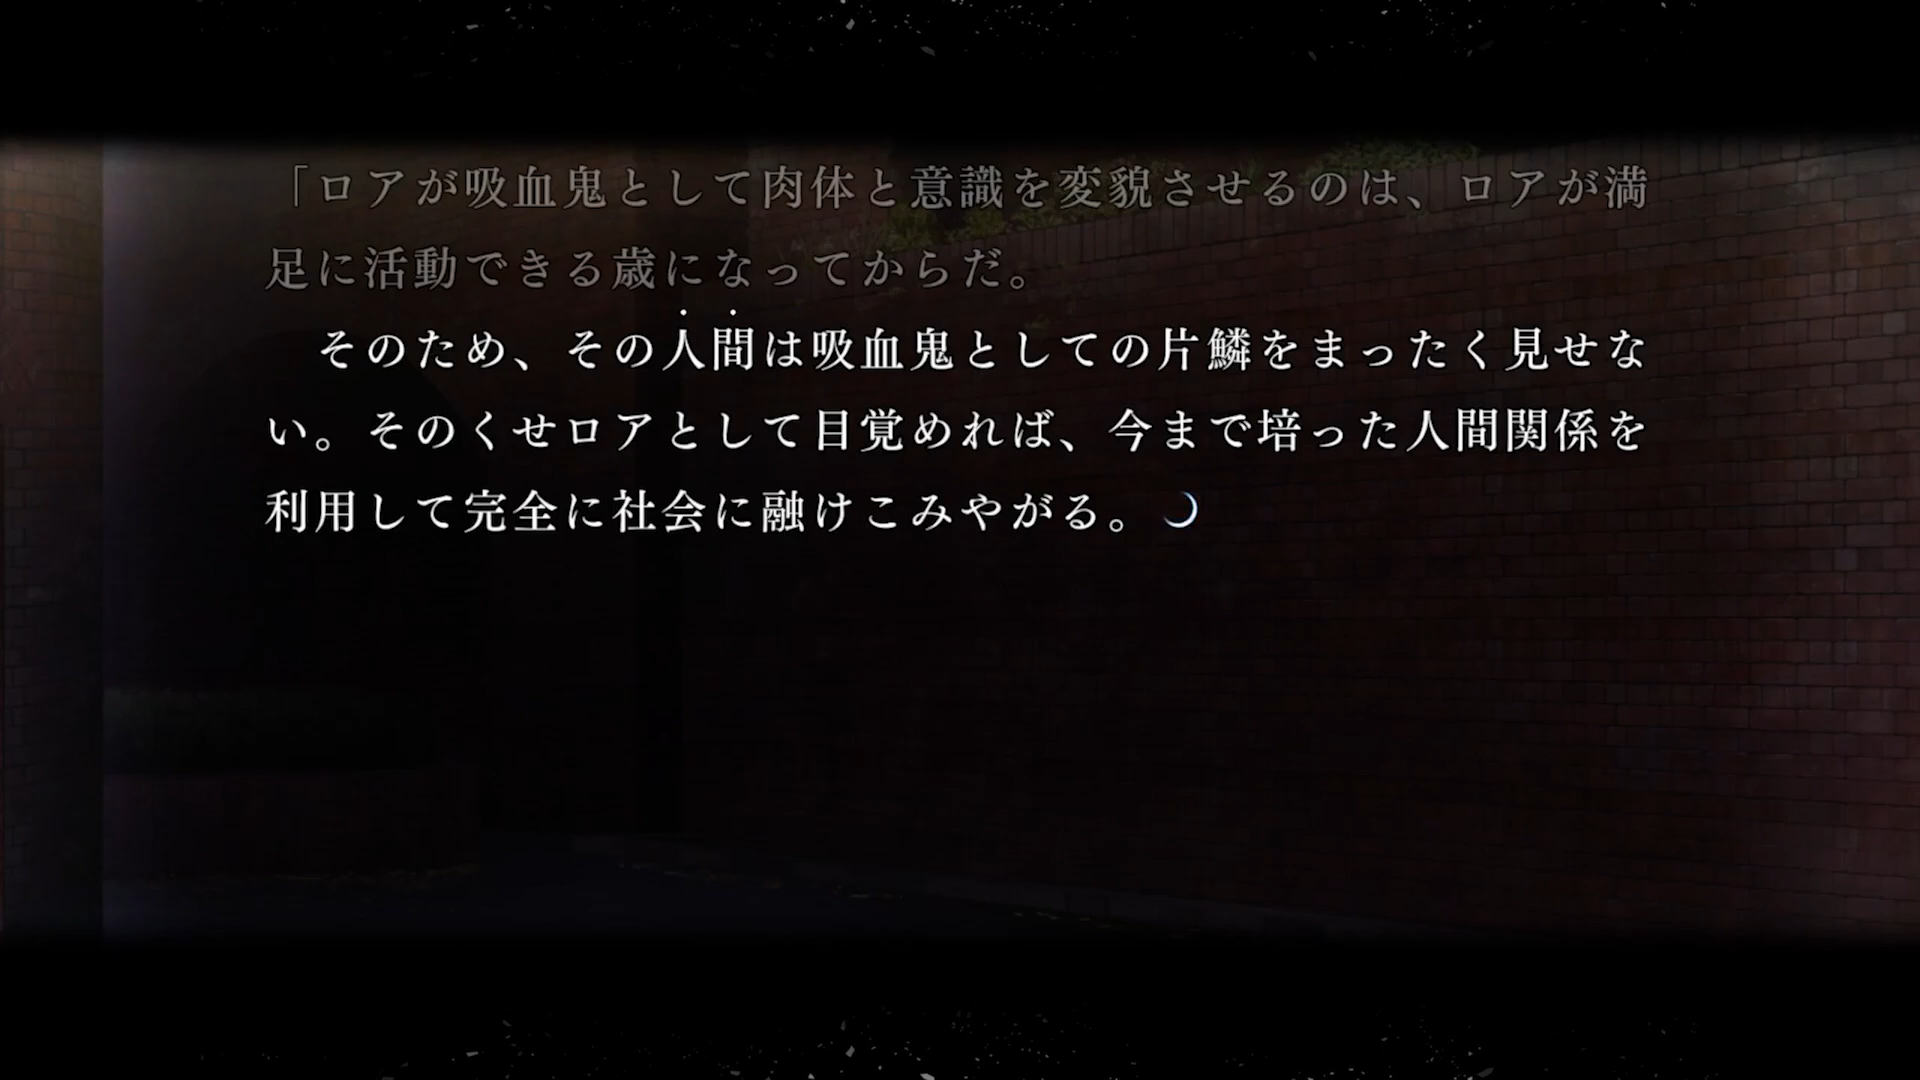 「ロアが吸血鬼として肉体と意識を変貌させるのは、ロアが満
足に活動できる歳になってからだ。
　そのため、その人間は吸血鬼としての片鱗をまったく見せな
い。そのくせロアとして目覚めれば、今まで培った人間関係を
利用して完全に社会に融けこみやがる。